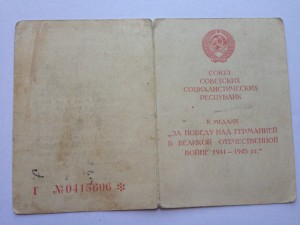 Г №0415606 *
СОЮЗ
СОВЕТСКИХ
СОЦИАЛИСТИЧЕСКИХ
РЕСПУБЛИК
К МЕДАЛИ
"ЗА ПОБЕДУ НАД ГЕРМАНИЕЙ
В ВЕЛИКОЙ ОТЕЧЕСТВЕННОЙ
ВОЙНЕ 1941—1945 гг."